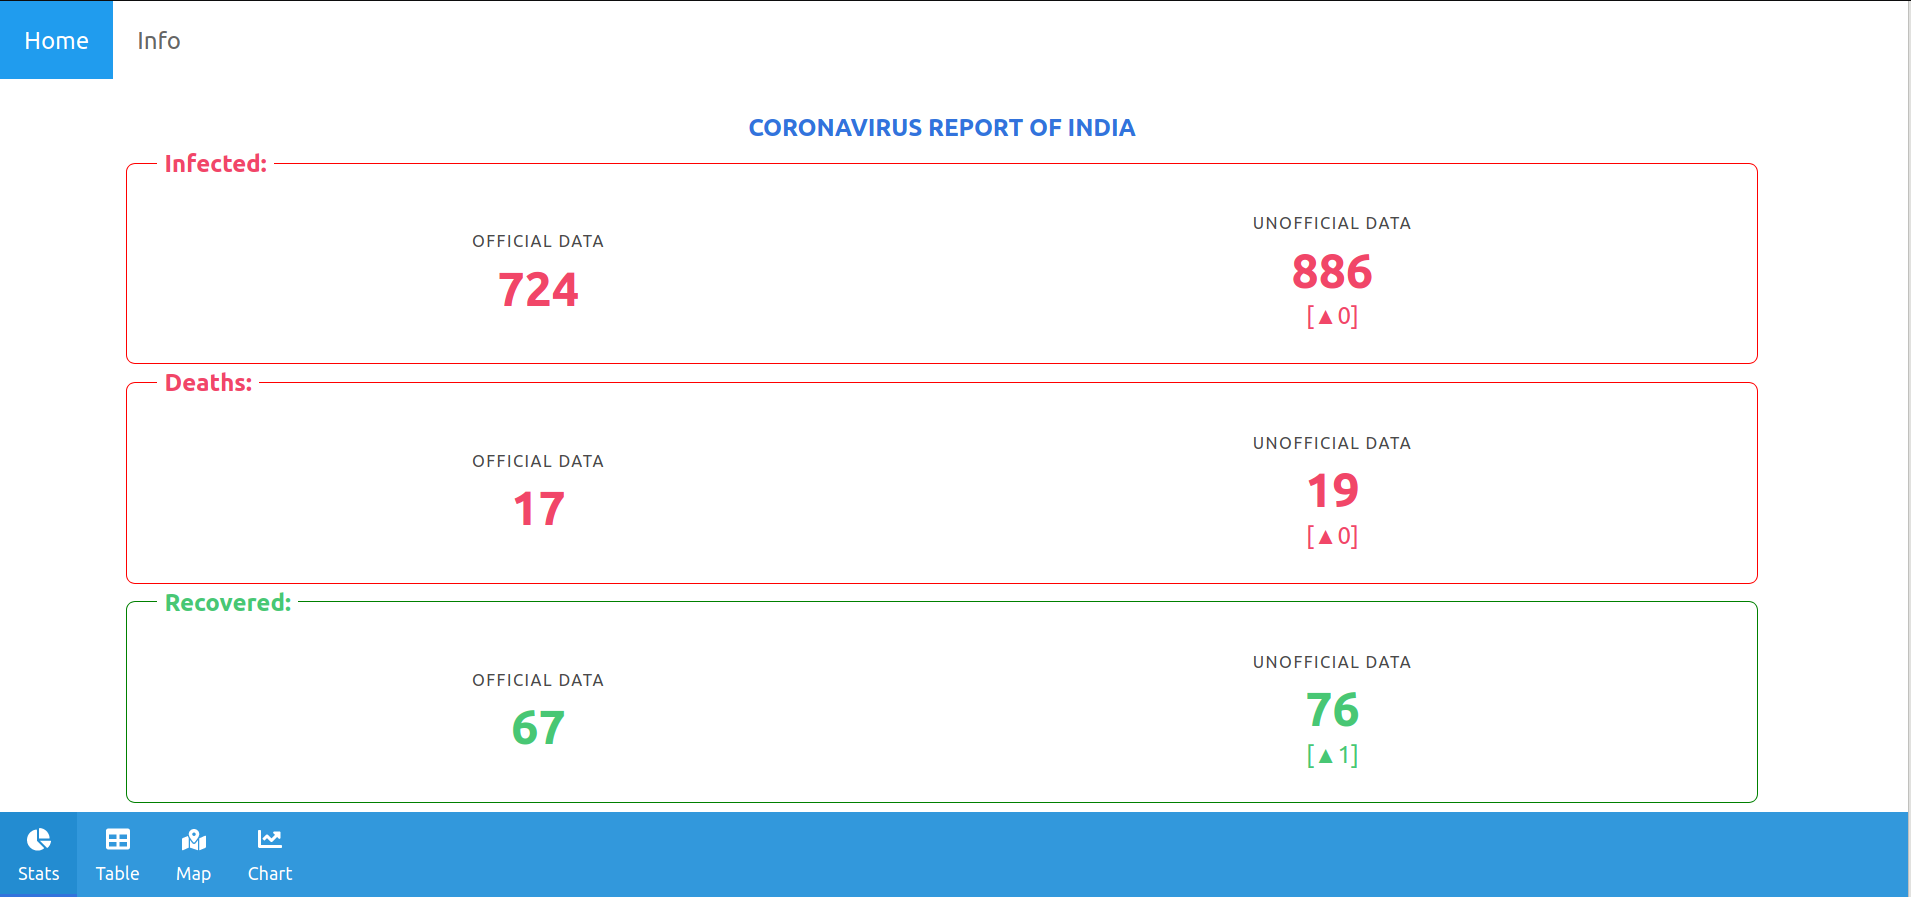 Home Info
CORONAVIRUS REPORT OF INDIA
Infected:
OFFICIAL DATA
724
UNOFFICIAL DATA
886
[▲0]
Deaths:
OFFICIAL DATA
17
UNOFFICIAL DATA
19
[▲0]
Recovered:
OFFICIAL DATA
67
UNOFFICIAL DATA
76
[▲1]
Stats Table Map Chart